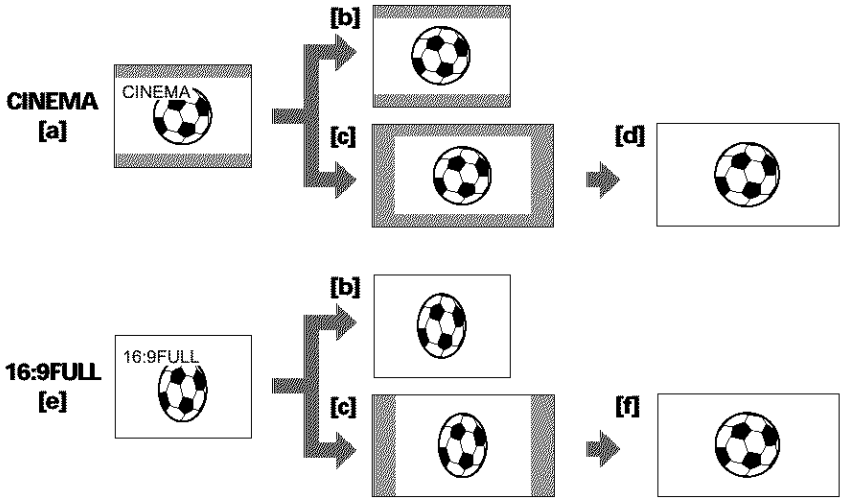 [b]
CINEMA
[a]
CINEMA
[c]
[d]
[b]
16:9FULL
[e]
16:9FULL
[c]
[f]